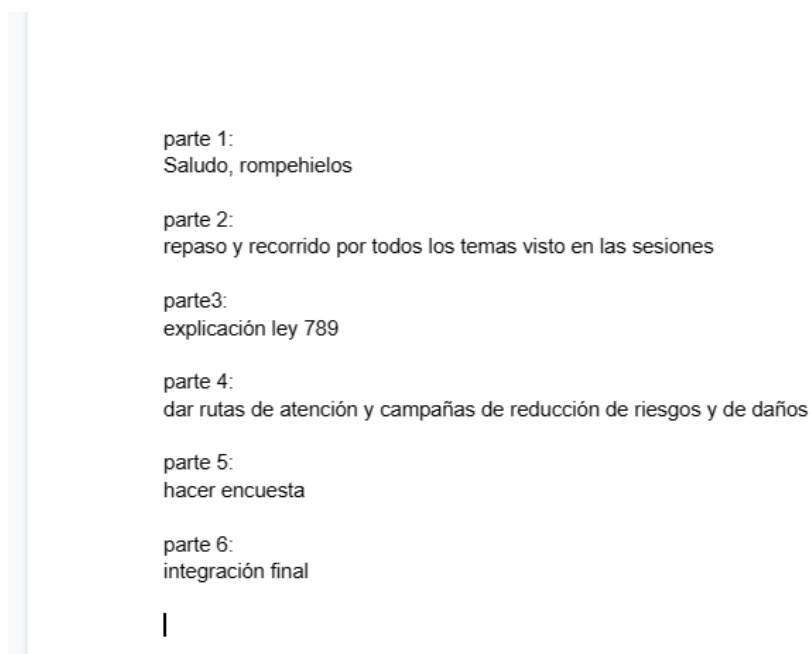 parte 1:
Saludo, rompehielos
parte 2:
repaso y recorrido por todos los temas visto en las sesiones
parte3:
explicación ley 789
parte 4:
dar rutas de atención y campañas de reducción de riesgos y de daños
parte 5:
hacer encuesta
parte 6:
integración final